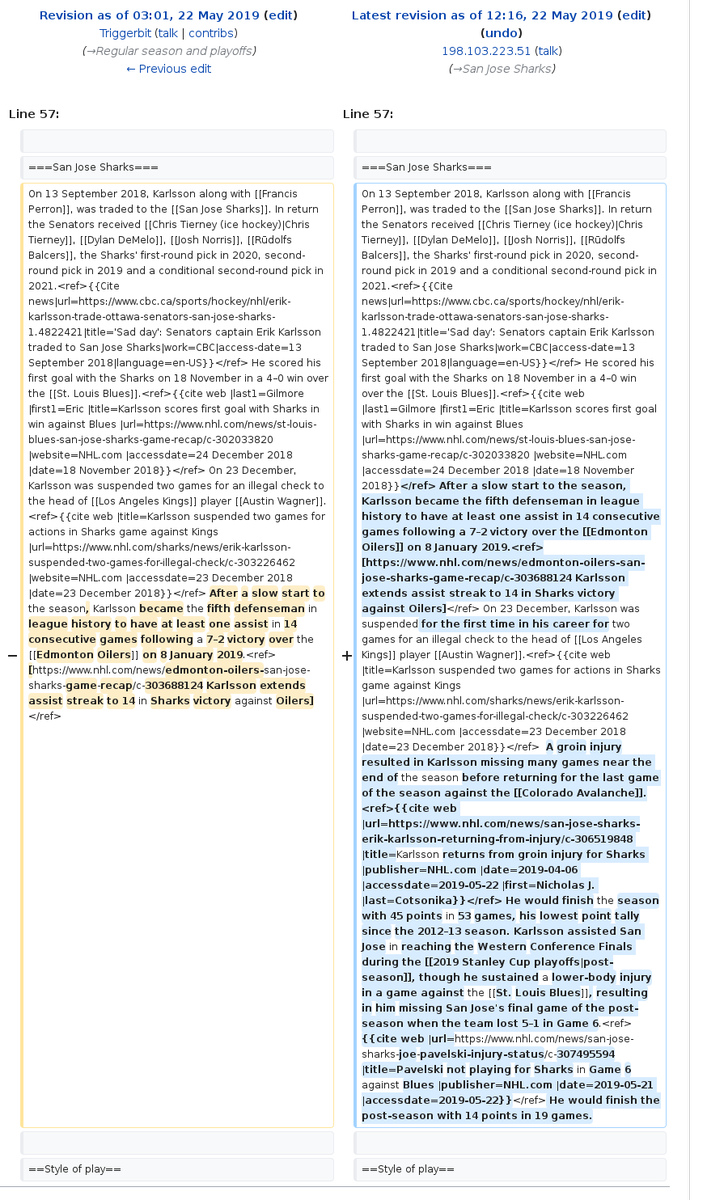 Revision as of 03:01, 22 May 2019 (edit)
Triggerbit (talk | contribs)
(→Regular season and playoffs)
← Previous edit
Latest revision as of 12:16, 22 May 2019 (edit)
(undo)
198.103.223.51 (talk)
(→San Jose Sharks)
Line 57:
Line 57:
===San Jose Sharks===
===San Jose Sharks===
−
On 13 September 2018, Karlsson along with [[Francis
Perron]], was traded to the [[San Jose Sharks]]. In return
the Senators received [[Chris Tierney (ice hockey)|Chris
Tierney]], [[Dylan DeMelo]], [[Josh Norris]], [[Rūdolfs
Balcers]], the Sharks' first-round pick in 2020, second-
round pick in 2019 and a conditional second-round pick in
2021.<ref>{{Cite
news|url=https://www.cbc.ca/sports/hockey/nhl/erik-
karlsson-trade-ottawa-senators-san-jose-sharks-
1.4822421|title='Sad day': Senators captain Erik Karlsson
traded to San Jose Sharks|work=CBC|access-date=13
September 2018|language=en-US}}</ref> He scored his
first goal with the Sharks on 18 November in a 4–0 win over
the [[St. Louis Blues]].<ref>{{cite web |last1=Gilmore
|first1=Eric |title=Karlsson scores first goal with Sharks in
win against Blues |url=https://www.nhl.com/news/st-louis-
blues-san-jose-sharks-game-recap/c-302033820
|website=NHL.com |accessdate=24 December 2018
|date=18 November 2018}}</ref> On 23 December,
Karlsson was suspended two games for an illegal check to
the head of [[Los Angeles Kings]] player [[Austin Wagner]].
<ref>{{cite web |title=Karlsson suspended two games for
actions in Sharks game against Kings
|url=https://www.nhl.com/sharks/news/erik-karlsson-
suspended-two-games-for-illegal-check/c-303226462
|website=NHL.com |accessdate=23 December 2018
|date=23 December 2018}}</ref> After a slow start to
the season, Karlsson became the fifth defenseman in
league history to have at least one assist in 14
consecutive games following a 7–2 victory over the
[[Edmonton Oilers]] on 8 January 2019.<ref>
[https://www.nhl.com/news/edmonton-oilers-san-jose-
sharks-game-recap/c-303688124 Karlsson extends
assist streak to 14 in Sharks victory against Oilers]
</ref>
+
On 13 September 2018, Karlsson along with [[Francis
Perron]], was traded to the [[San Jose Sharks]]. In return
the Senators received [[Chris Tierney (ice hockey)|Chris
Tierney]], [[Dylan DeMelo]], [[Josh Norris]], [[Rūdolfs
Balcers]], the Sharks' first-round pick in 2020, second-
round pick in 2019 and a conditional second-round pick in
2021.<ref>{{Cite
news|url=https://www.cbc.ca/sports/hockey/nhl/erik-
karlsson-trade-ottawa-senators-san-jose-sharks-
1.4822421|title='Sad day': Senators captain Erik Karlsson
traded to San Jose Sharks|work=CBC|access-date=13
September 2018|language=en-US}}</ref> He scored his
first goal with the Sharks on 18 November in a 4–0 win
over the [[St. Louis Blues]].<ref>{{cite web
|last1=Gilmore |first1=Eric |title=Karlsson scores first goal
with Sharks in win against Blues
|url=https://www.nhl.com/news/st-louis-blues-san-jose-
sharks-game-recap/c-302033820 |website=NHL.com
|accessdate=24 December 2018 |date=18 November
2018}}</ref> After a slow start to the season,
Karlsson became the fifth defenseman in league
history to have at least one assist in 14 consecutive
games following a 7–2 victory over the [[Edmonton
Oilers]] on 8 January 2019.<ref>
[https://www.nhl.com/news/edmonton-oilers-san-
jose-sharks-game-recap/c-303688124 Karlsson
extends assist streak to 14 in Sharks victory
against Oilers]</ref> On 23 December, Karlsson was
suspended for the first time in his career for two
games for an illegal check to the head of [[Los Angeles
Kings]] player [[Austin Wagner]].<ref>{{cite web
|title=Karlsson suspended two games for actions in Sharks
game against Kings
|url=https://www.nhl.com/sharks/news/erik-karlsson-
suspended-two-games-for-illegal-check/c-303226462
|website=NHL.com |accessdate=23 December 2018
|date=23 December 2018}}</ref>  A groin injury
resulted in Karlsson missing many games near the
end of the season before returning for the last game
of the season against the [[Colorado Avalanche]].
<ref>{{cite web
|url=https://www.nhl.com/news/san-jose-sharks-
erik-karlsson-returning-from-injury/c-306519848
|title=Karlsson returns from groin injury for Sharks
|publisher=NHL.com |date=2019-04-06
|accessdate=2019-05-22 |first=Nicholas J.
|last=Cotsonika}}</ref> He would finish the season
with 45 points in 53 games, his lowest point tally
since the 2012–13 season. Karlsson assisted San
Jose in reaching the Western Conference Finals
during the [[2019 Stanley Cup playoffs|post-
season]], though he sustained a lower-body injury
in a game against the [[St. Louis Blues]], resulting
in him missing San Jose's final game of the post-
season when the team lost 5–1 in Game 6.<ref>
{{cite web |url=https://www.nhl.com/news/san-jose-
sharks-joe-pavelski-injury-status/c-307495594
|title=Pavelski not playing for Sharks in Game 6
against Blues |publisher=NHL.com |date=2019-05-21
|accessdate=2019-05-22}}</ref> He would finish the
post-season with 14 points in 19 games.
==Style of play==
==Style of play==